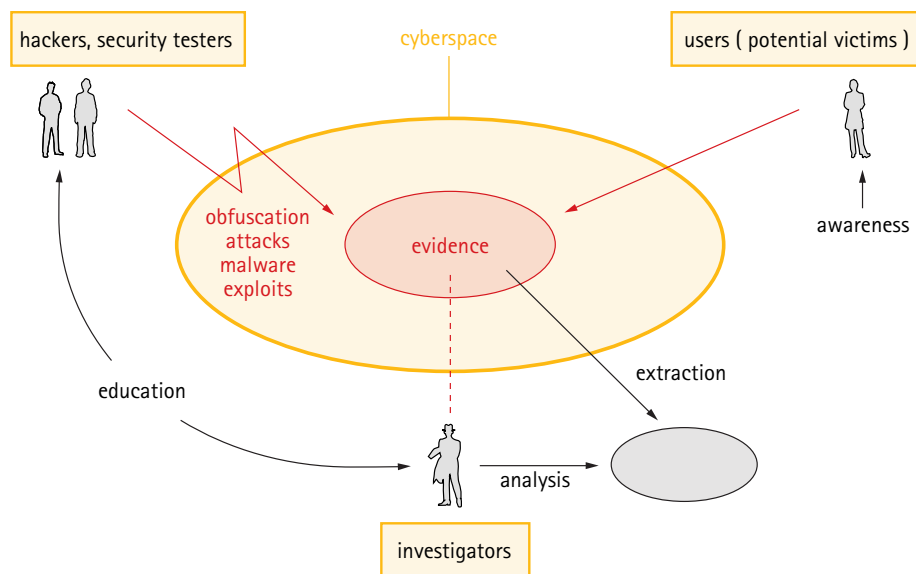 hackers, security testers
cyberspace
users ( potential victims )
obfuscation
attacks
malware
exploits
evidence
awareness
extraction
education
analysis
investigators